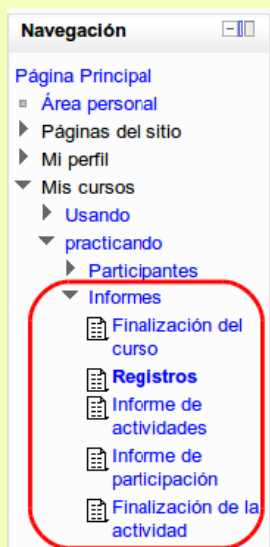 Navegación
Página Principal
Área personal
Páginas del sitio
Mi perfil
Mis cursos
Usando
practicando
Participantes
Informes
Finalización del
curso
Registros
Informe de
actividades
Informe de
participación
Finalización de la
actividad